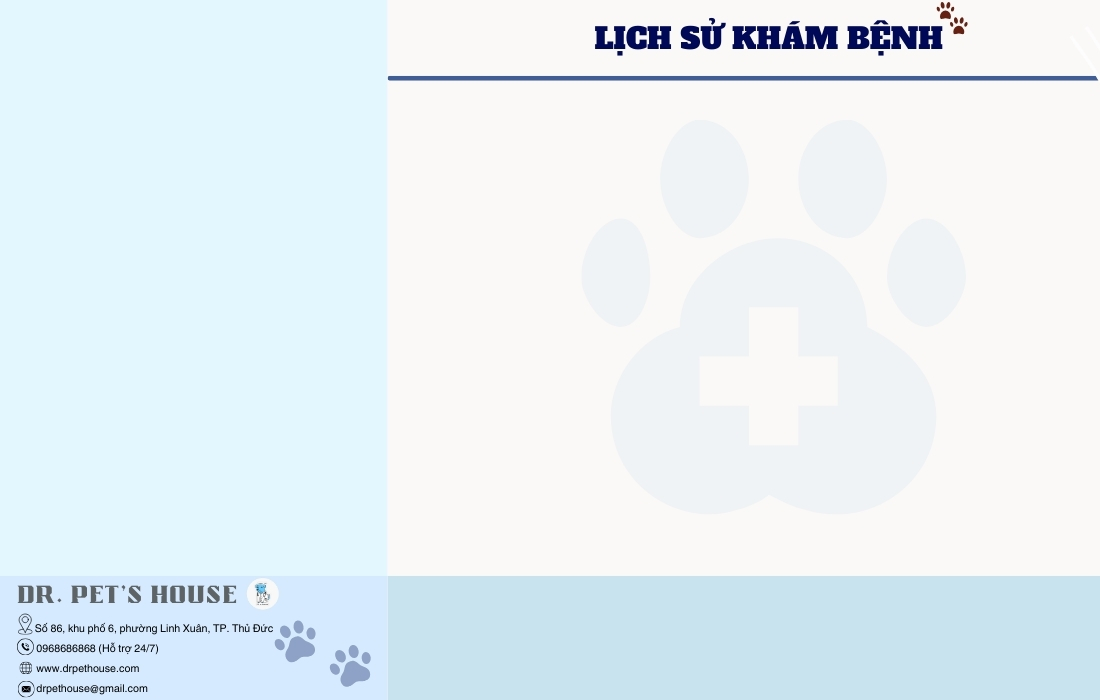 LỊCH SỬ KHÁM BỆNH
DR. PET'S HOUSE
Số 86, khu phố 6, phường Linh Xuân, TP. Thủ Đức
0968686868 (Hỗ trợ 24/7)
www.drpethouse.com
drpethouse@gmail.com